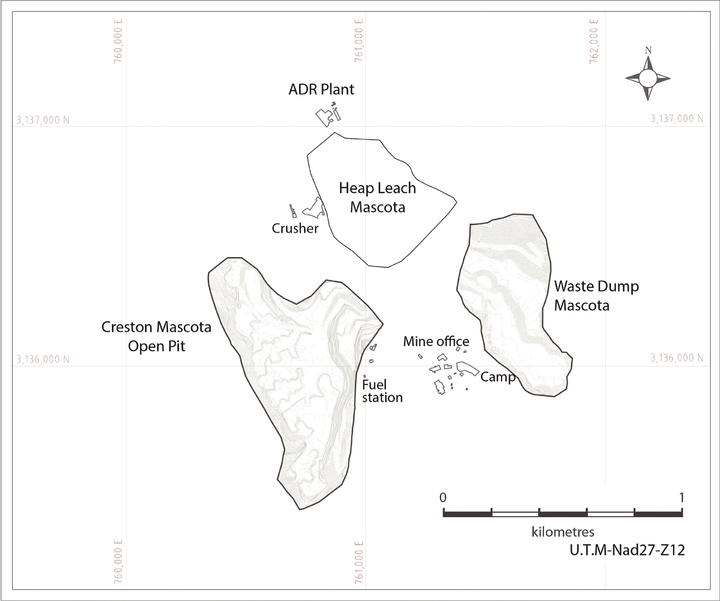 760,000 E
761,000 E
762,000 E
N
ADR Plant
3,137,000 N
3,137,000 N
Heap Leach
Mascota
Crusher
Waste Dump
Mascota
Creston Mascota
Open Pit
Mine office
3,136,000 N
3,136,000 N
Camp
Fuel
station
0
1
kilometres
U.T.M-Nad27-Z12
760,000 E
761,000 E